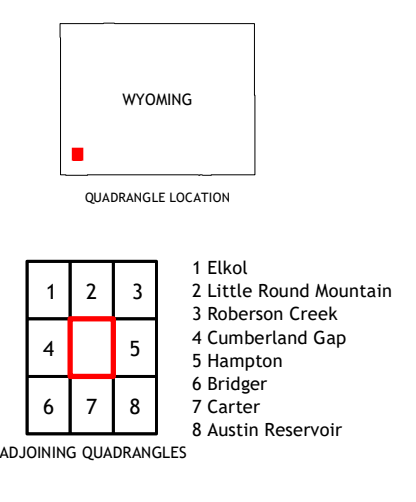 WYOMING
QUADRANGLE LOCATION
1 2 3
4 5
6 7 8
ADJOINING QUADRANGLES
1 Elkol
2 Little Round Mountain
3 Roberson Creek
4 Cumberland Gap
5 Hampton
6 Bridger
7 Carter
8 Austin Reservoir